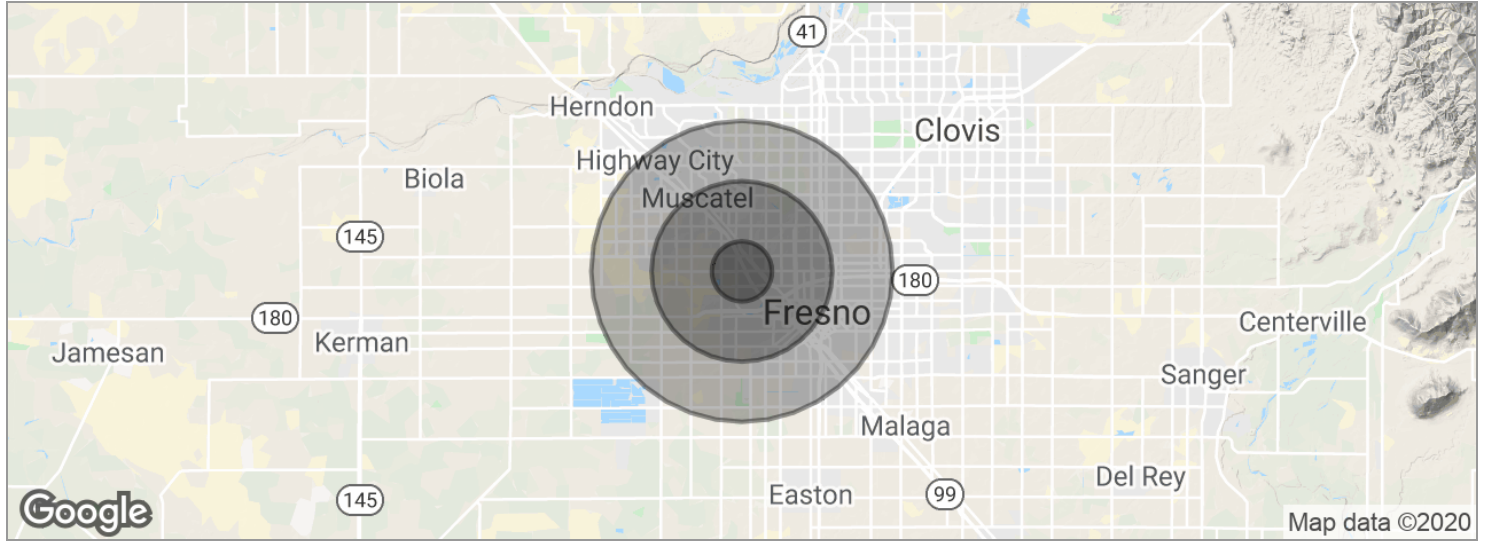 41
Herndon
Clovis
Highway City
Biola
Muscatel
145
180
Fresno
180
Centerville
Kerman
Jamesan
Sanger
Malaga
Del Rey
Easton
99
145
Google
Map data ©2020